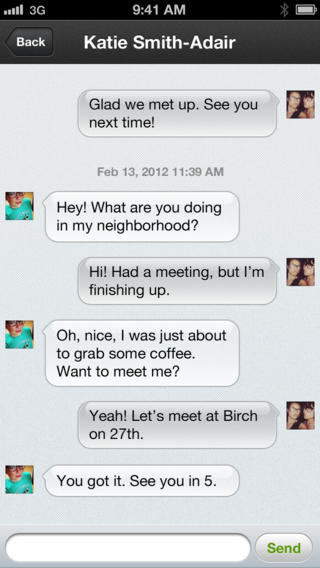 3G 9:41 AM
Back Katie Smith-Adair
Glad we met up. See you
next time!
Feb 13, 2012 11:39 AM
Hey! What are you doing
in my neighborhood?
Hi! Had a meeting, but I'm
finishing up.
Oh, nice, I was just about
to grab some coffee.
Want to meet me?
Yeah! Let's meet at Birch
on 27th.
You got it. See you in 5.
Send